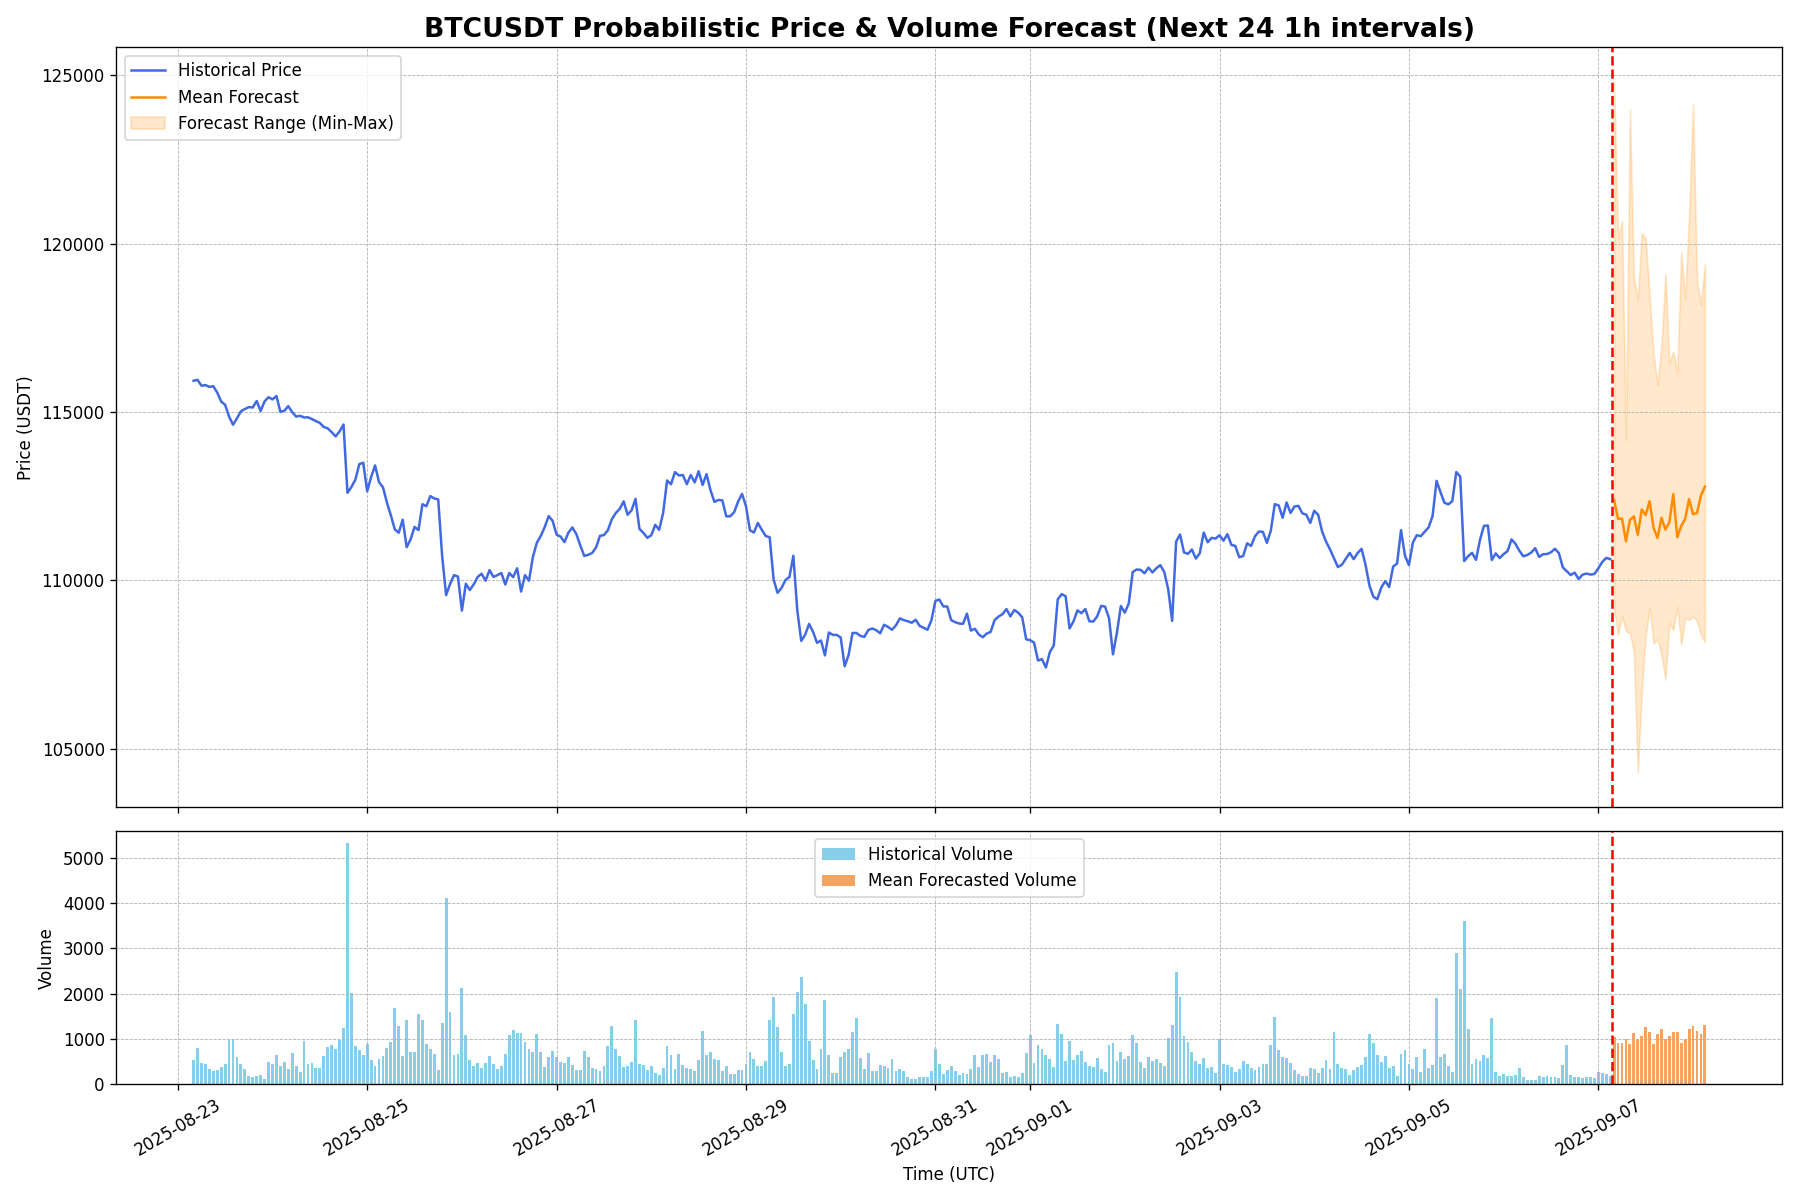 BTCUSDT Probabilistic Price & Volume Forecast (Next 24 1h intervals)
Historical Price
Mean Forecast
Forecast Range (Min-Max)
125000
120000
115000
110000
105000
Price (USDT)
Historical Volume
Mean Forecasted Volume
5000
4000
3000
2000
1000
0
Volume
2025-08-23
2025-08-25
2025-08-27
2025-08-29
2025-08-31
2025-09-01
2025-09-03
2025-09-05
2025-09-07
Time (UTC)